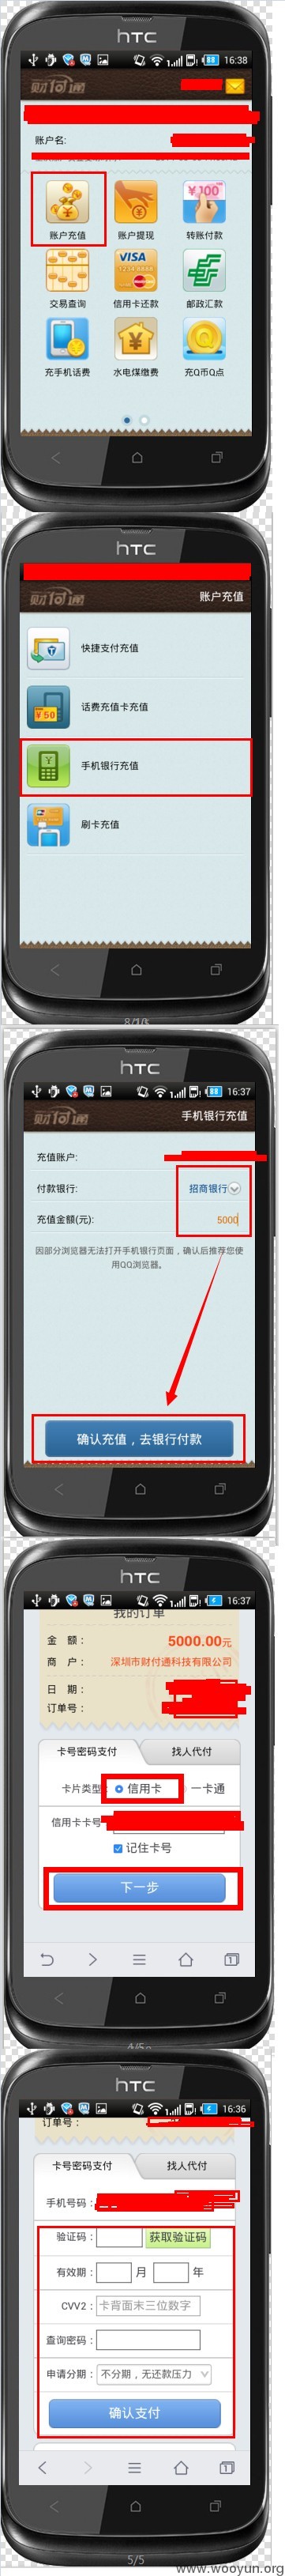 htc
88 16:38
财付通
账户名:
账户充值 账户提现 转账付款
¥100
VISA
1234 5678
MasterCard
交易查询 信用卡还款 邮政汇款
充手机话费 水电煤缴费 充Q币Q点
htc
财付通 账户充值
快捷支付充值
¥50
话费充值卡充值
手机银行充值
刷卡充值
htc
88 16:37
财付通 手机银行充值
充值账户:
付款银行: 招商银行
充值金额(元): 5000
因部分浏览器无法打开手机银行页面，确认后推荐您使
用QQ浏览器。
确认充值，去银行付款
htc
16:37
我的订单
金 额： 5000.00元
商 户： 深圳市财付通科技有限公司
日 期：
订单号：
卡号密码支付 找人代付
卡片类型： 信用卡 一卡通
信用卡卡号
记住卡号
下一步
1
htc
16:36
订单号：
卡号密码支付 找人代付
手机号码：
验证码： 获取验证码
有效期： 月 年
CVV2： 卡背面末三位数字
查询密码：
申请分期： 不分期，无还款压力
确认支付
1
5/5
www.wooyun.org